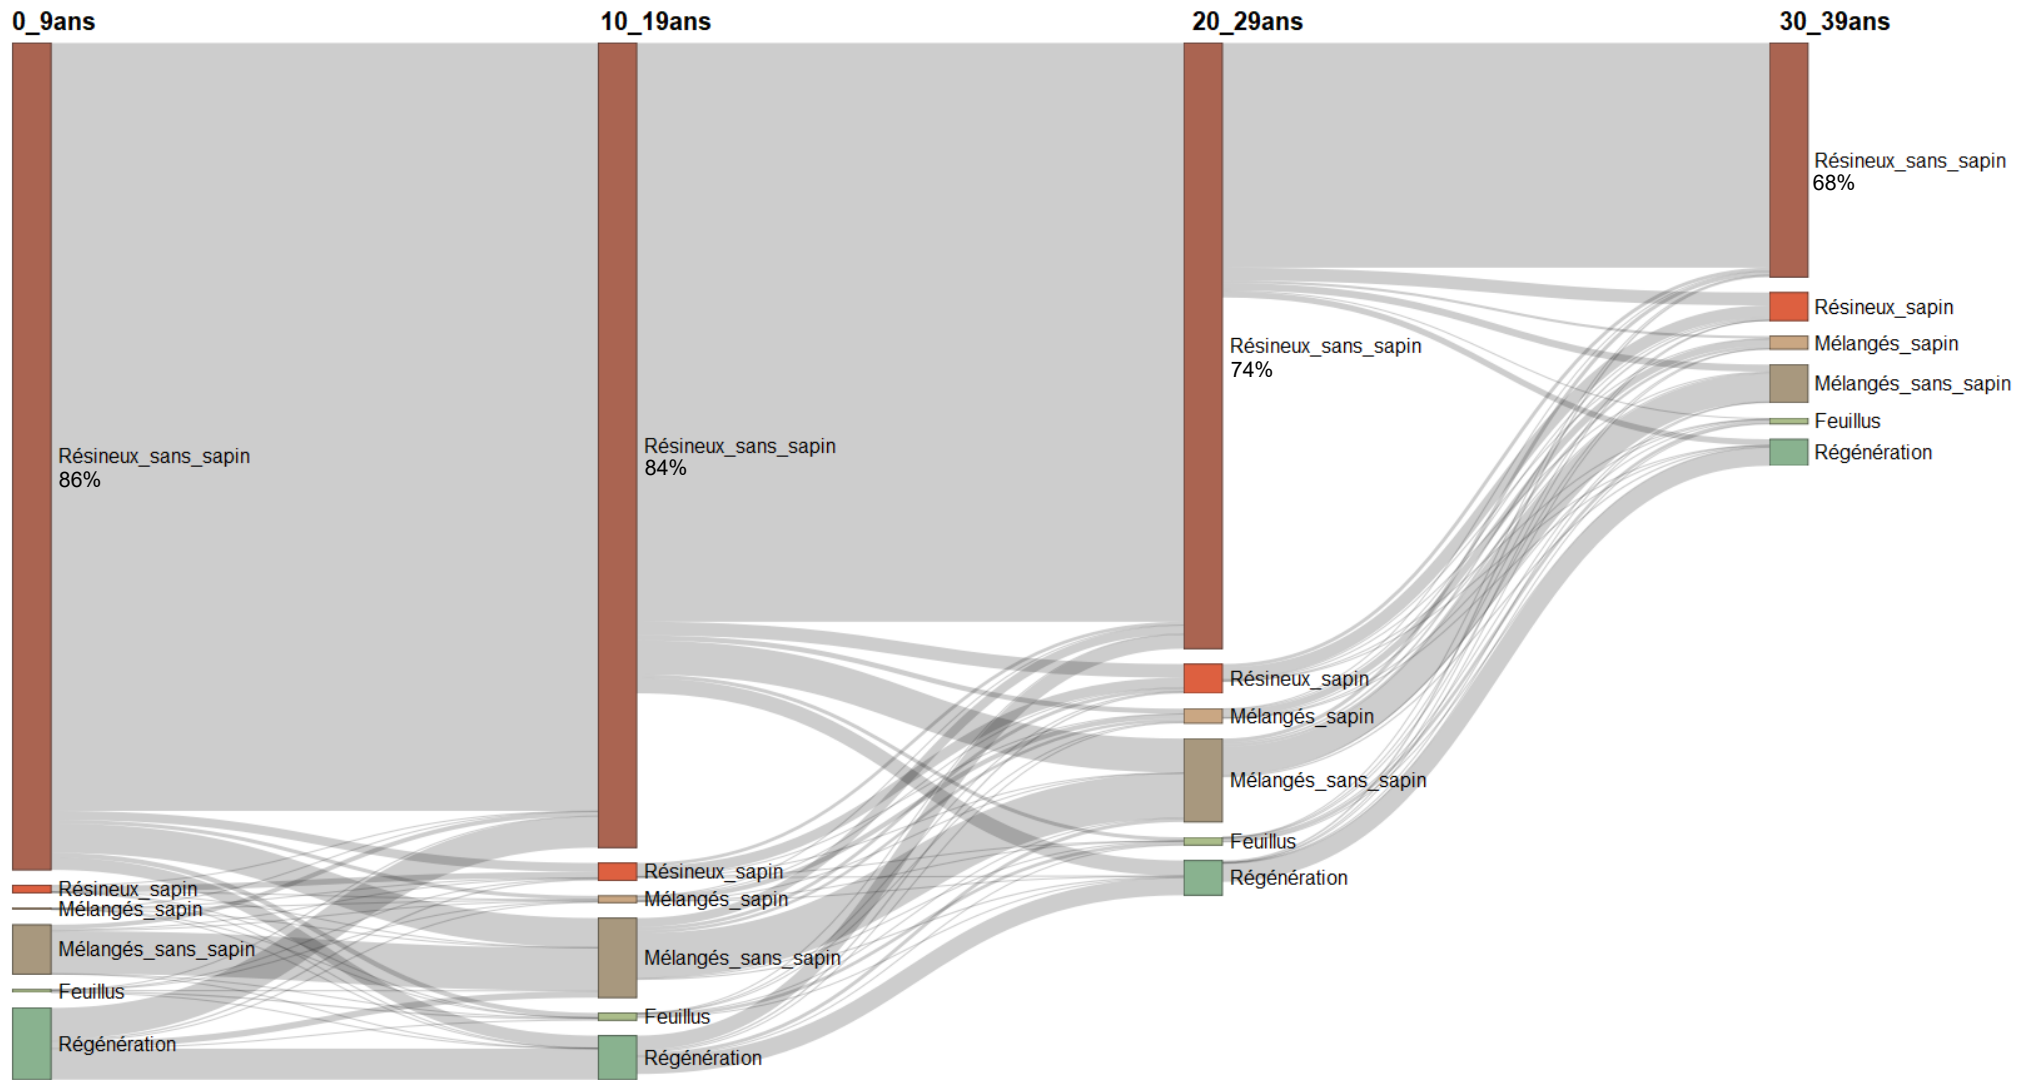 0_9ans
10_19ans
20_29ans
30_39ans
Résineux_sans_sapin
86%
Résineux_sapin
Mélangés_sapin
Mélangés_sans_sapin
Feuillus
Régénération
Résineux_sans_sapin
84%
Résineux_sapin
Mélangés_sapin
Mélangés_sans_sapin
Feuillus
Régénération
Résineux_sans_sapin
74%
Résineux_sapin
Mélangés_sapin
Mélangés_sans_sapin
Feuillus
Régénération
Résineux_sans_sapin
68%
Résineux_sapin
Mélangés_sapin
Mélangés_sans_sapin
Feuillus
Régénération